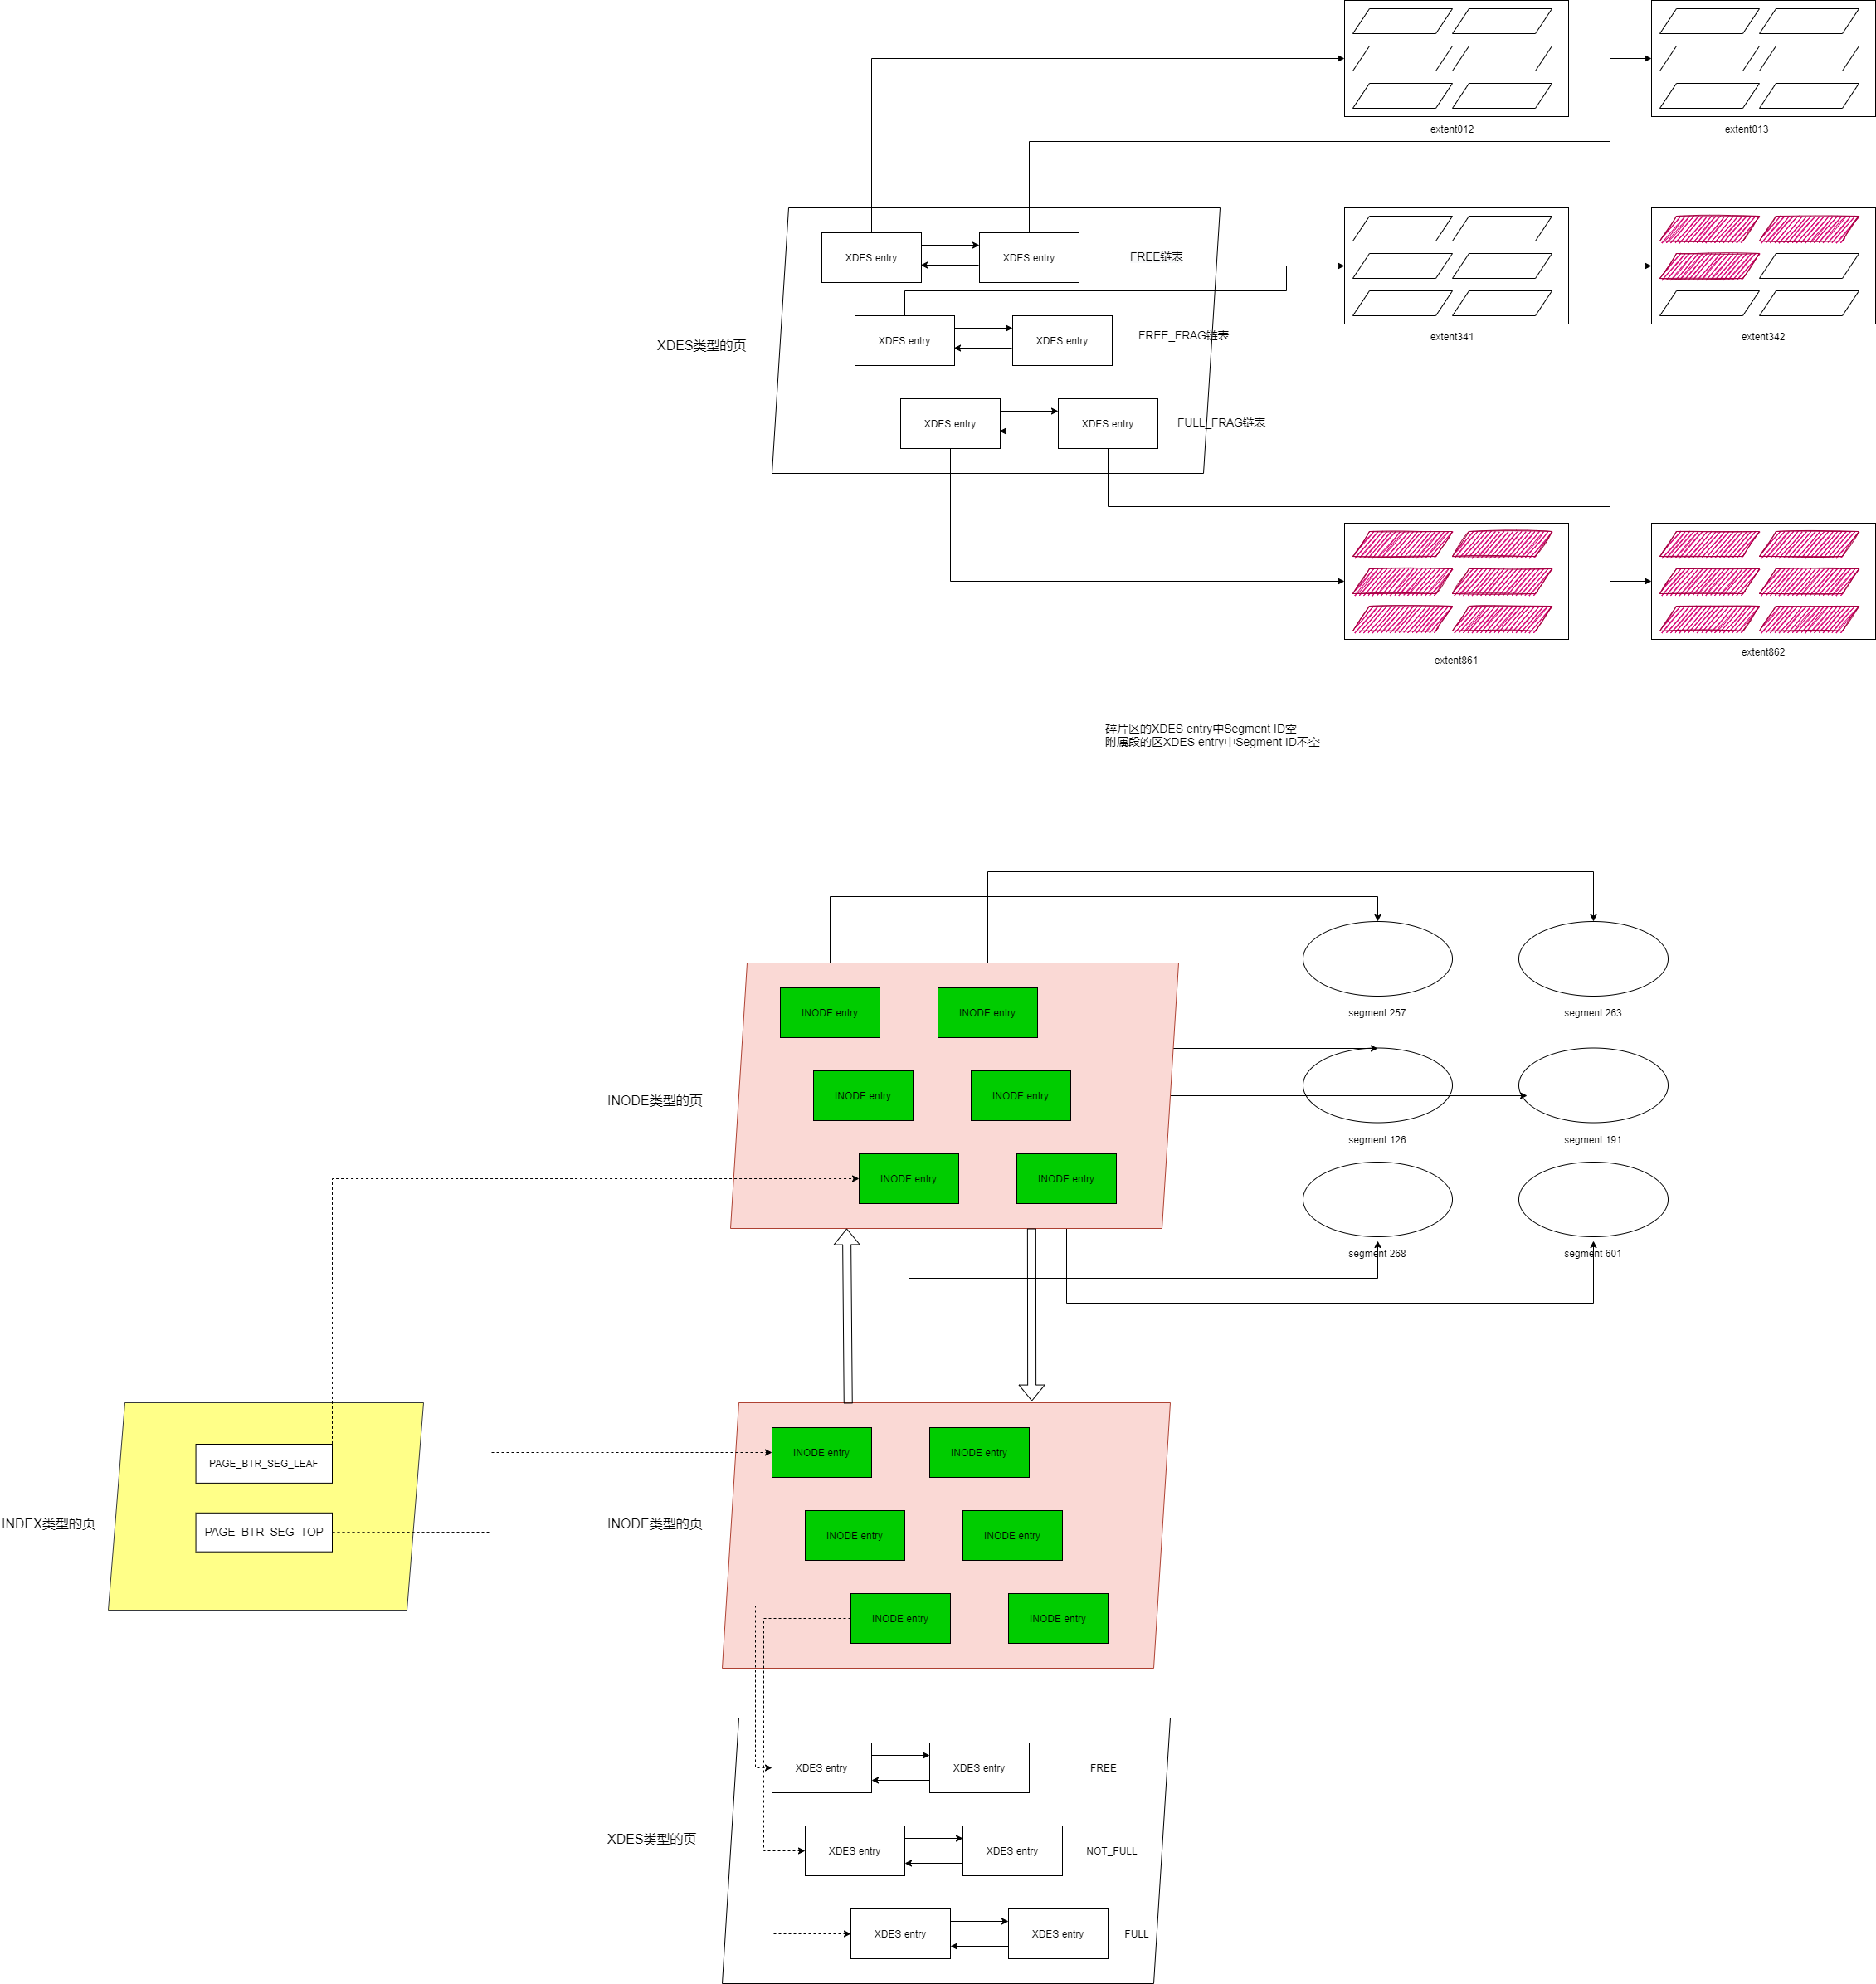 extent012
extent013
XDES entry
XDES entry
FREE链表
XDES entry
XDES entry
FREE_FRAG链表
extent341
extent342
XDES类型的页
XDES entry
XDES entry
FULL_FRAG链表
extent861
extent862
碎片区的XDES entry中Segment ID空
附属段的区XDES entry中Segment ID不空
INODE entry
INODE entry
segment 257
segment 263
INODE类型的页
INODE entry
INODE entry
segment 126
segment 191
INODE entry
INODE entry
segment 268
segment 601
PAGE_BTR_SEG_LEAF
INODE entry
INODE entry
INDEX类型的页
PAGE_BTR_SEG_TOP
INODE类型的页
INODE entry
INODE entry
INODE entry
INODE entry
XDES entry
XDES entry
FREE
XDES类型的页
XDES entry
XDES entry
NOT_FULL
XDES entry
XDES entry
FULL